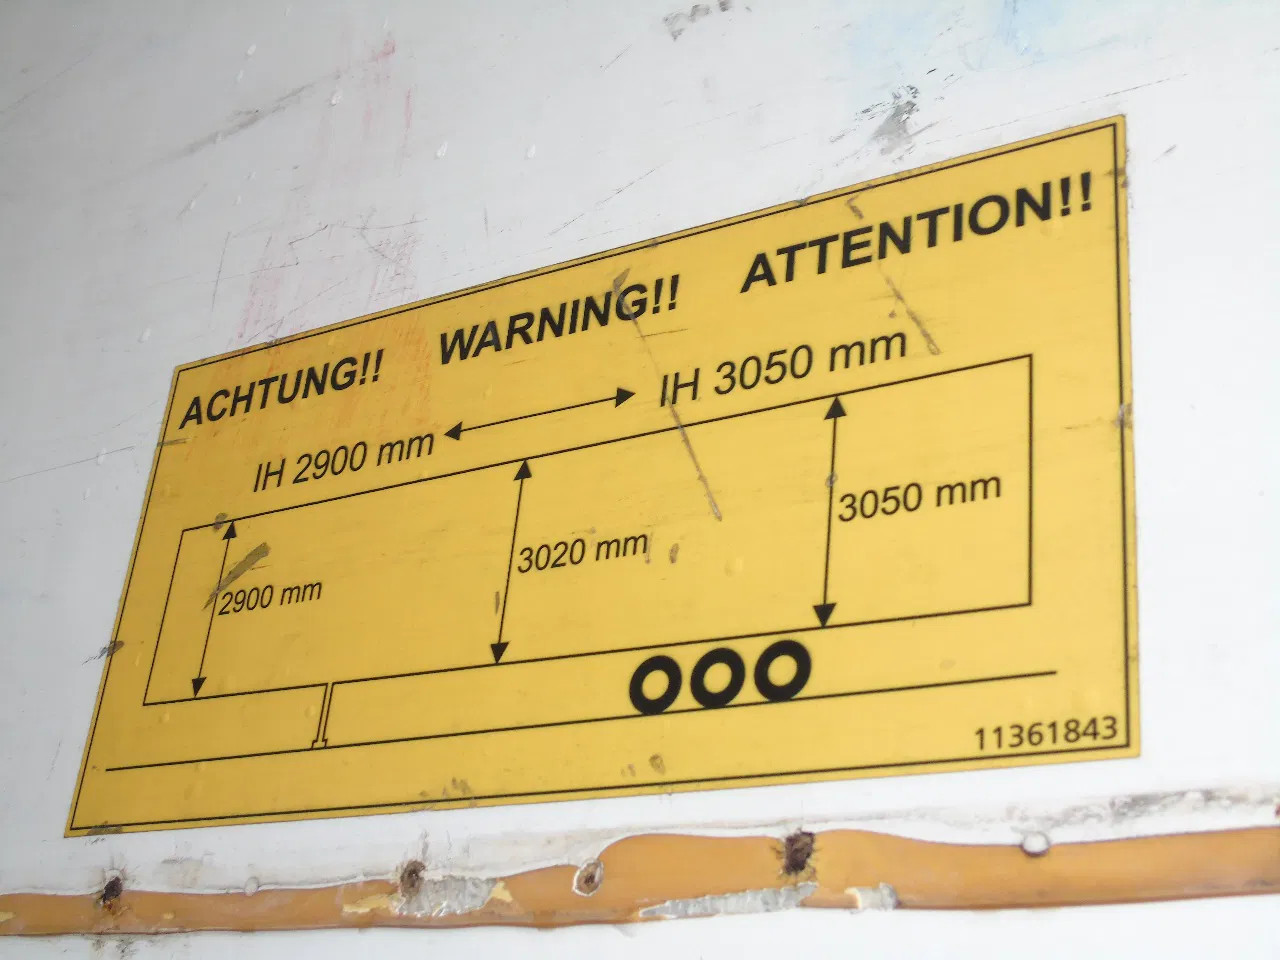 ACHTUNG!! WARNING!! ATTENTION!!
IH 2900 mm IH 3050 mm
2900 mm 3020 mm 3050 mm
11361843